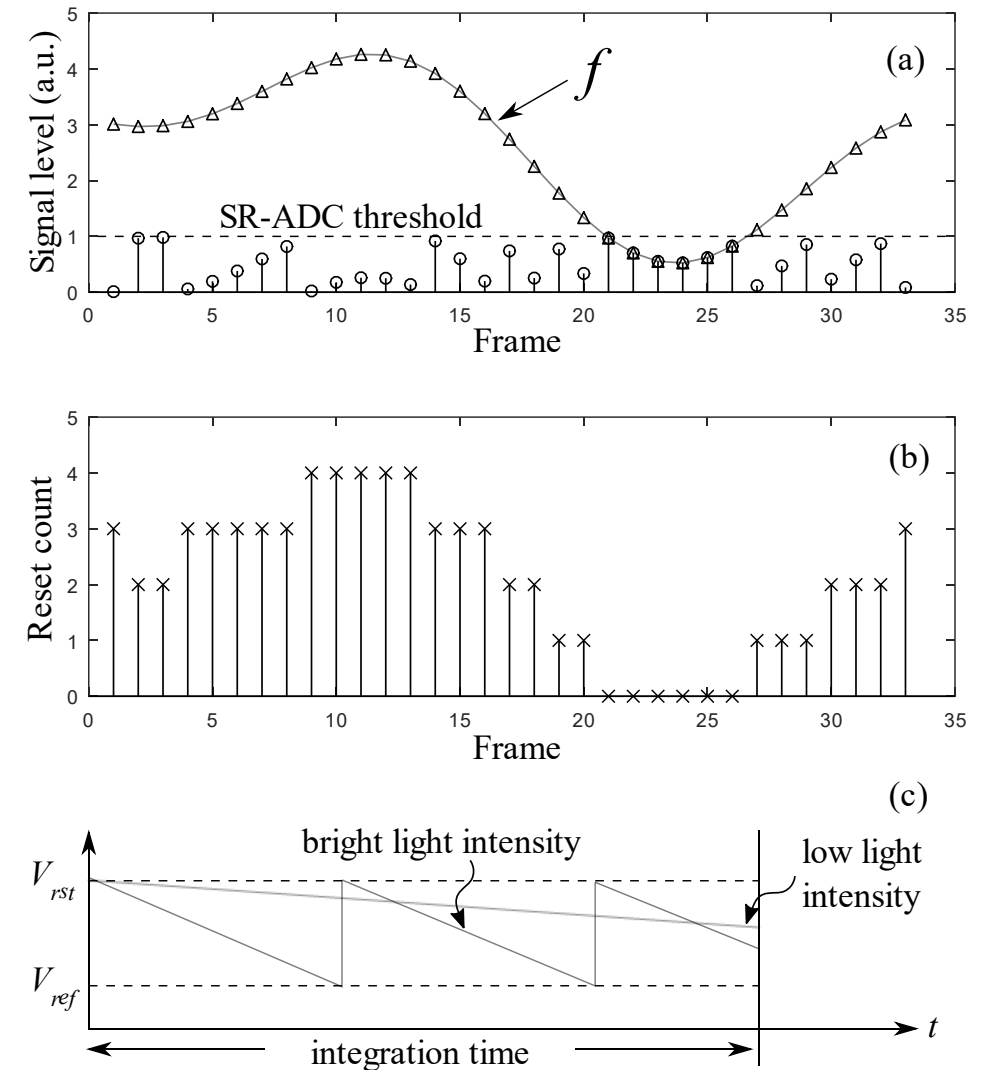 5
(a)
f
4
3
2
SR-ADC threshold
1
0
Signal level (a.u.)
0 5 10 15 20 25 30 35
Frame
5
(b)
4
3
2
1
0
Reset count
0 5 10 15 20 25 30 35
Frame
(c)
bright light intensity
low light
intensity
Vrst
Vref
t
integration time